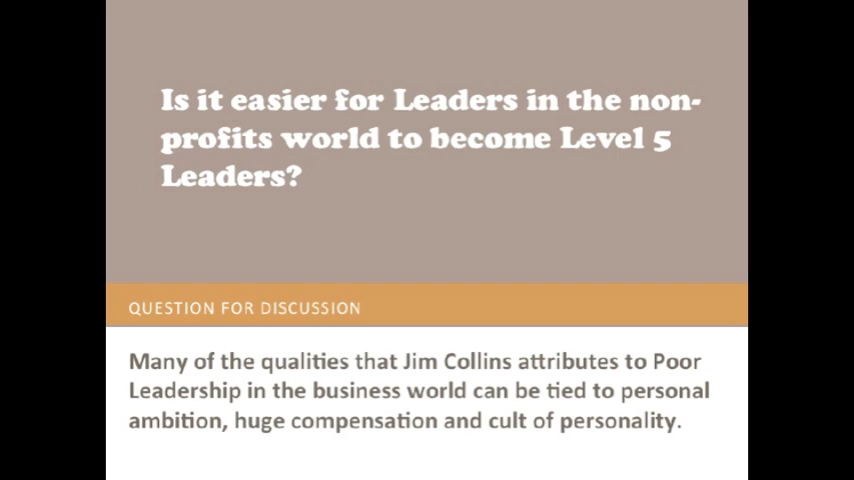 Is it easier for Leaders in the non-
profits world to become Level 5
Leaders?
QUESTION FOR DISCUSSION
Many of the qualities that Jim Collins attributes to Poor
Leadership in the business world can be tied to personal
ambition, huge compensation and cult of personality.